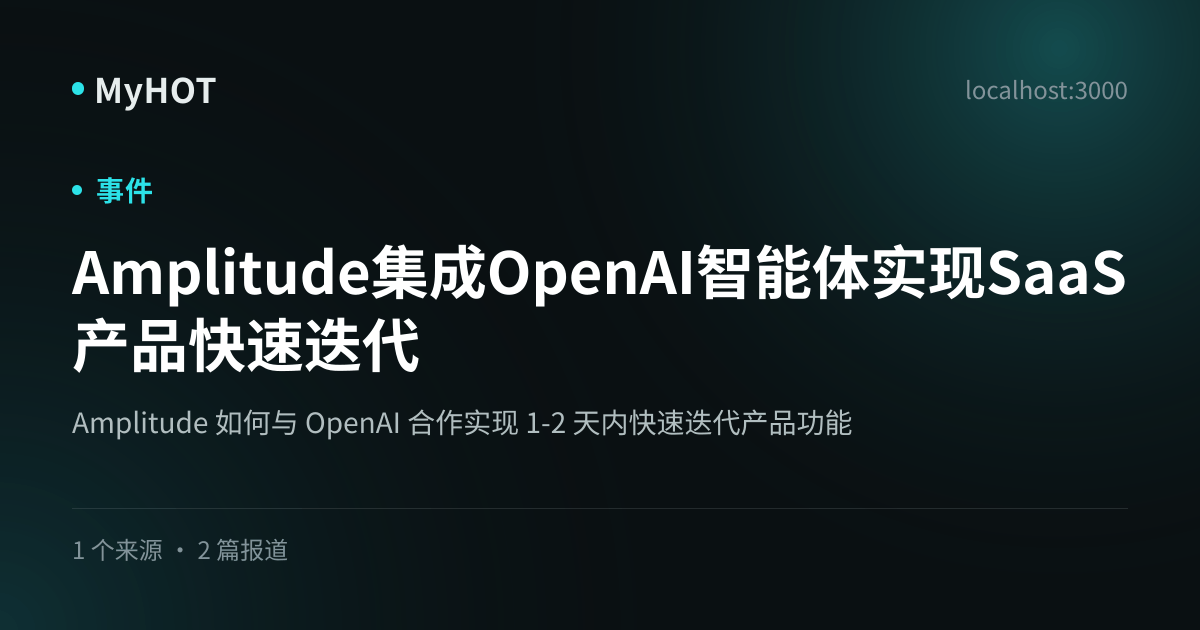 MyHOT
localhost:3000
事件
Amplitude集成OpenAI智能体实现SaaS
产品快速迭代
Amplitude 如何与 OpenAI 合作实现 1-2 天内快速迭代产品功能
1 个来源 · 2 篇报道